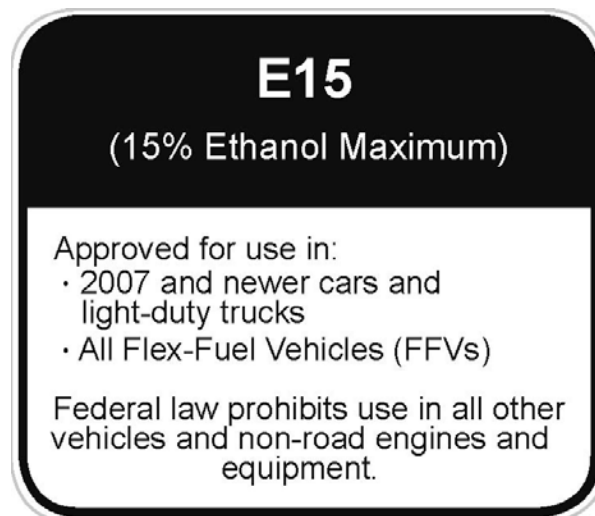 E15
(15% Ethanol Maximum)
Approved for use in:
· 2007 and newer cars and
light-duty trucks
· All Flex-Fuel Vehicles (FFVs)
Federal law prohibits use in all other
vehicles and non-road engines and
equipment.